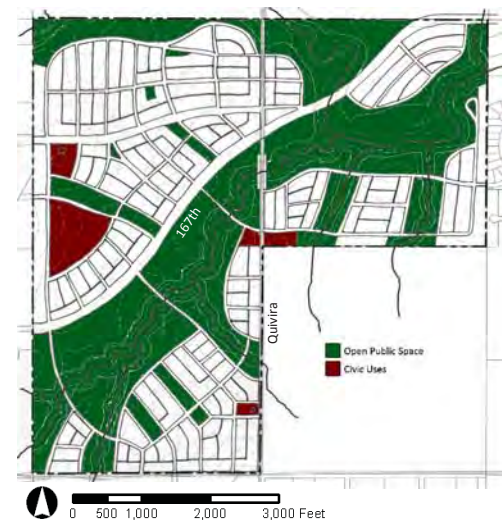 167th
Quivira
Open Public Space
Civic Uses
0 500 1,000 2,000 3,000 Feet